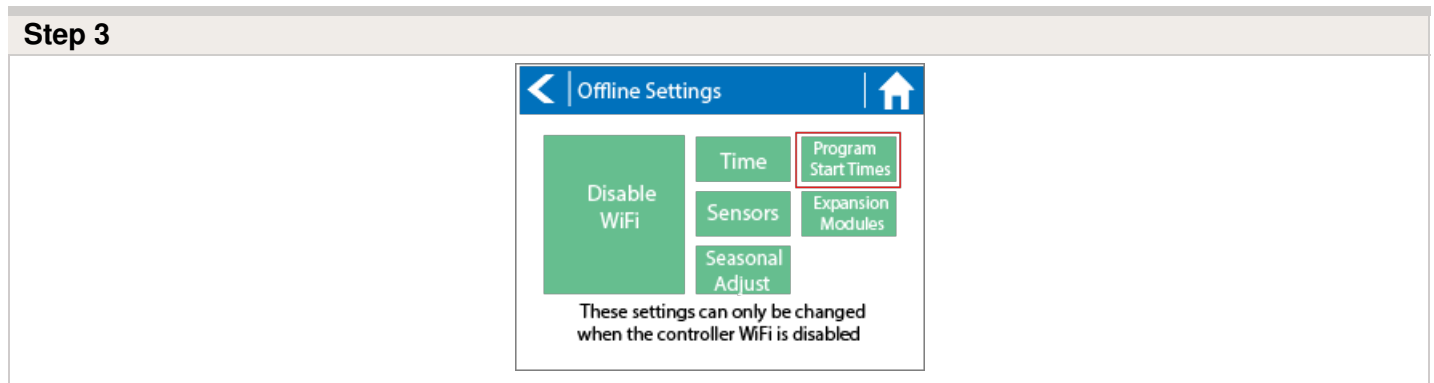 Step 3
Offline Settings
Disable
WiFi
Time
Program
Start Times
Sensors
Expansion
Modules
Seasonal
Adjust
These settings can only be changed
when the controller WiFi is disabled